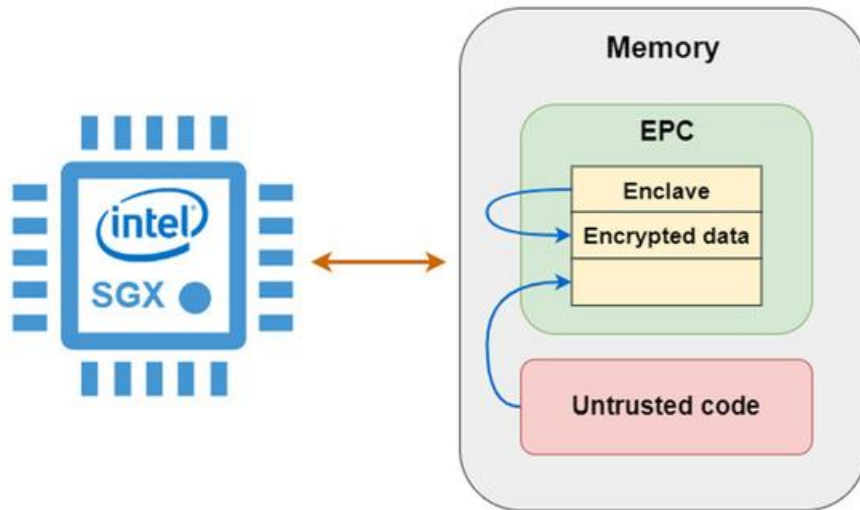 Memory
EPC
Enclave
Encrypted data
Untrusted code
intel
SGX